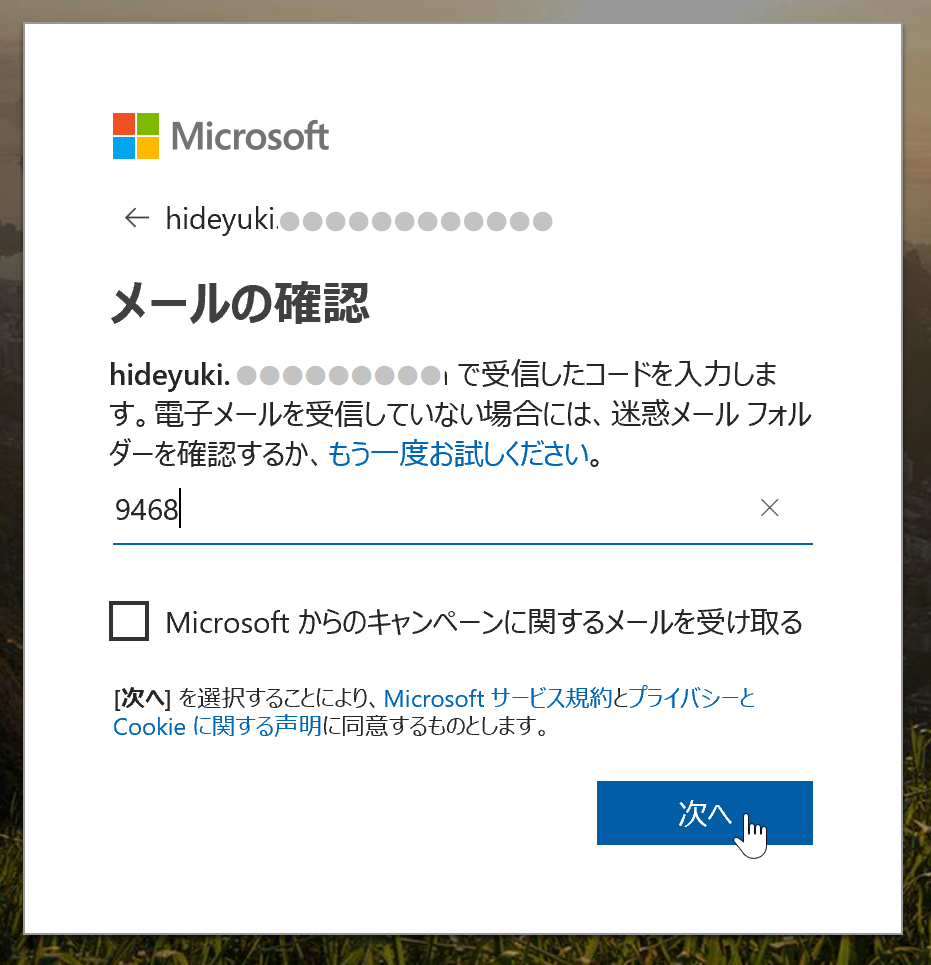 Microsoft
← hideyuki.●●●●●●●●●●●●
メールの確認
hideyuki. ●●●●●●●●● で受信したコードを入力しま
す。電子メールを受信していない場合には、迷惑メール フォル
ダーを確認するか、もう一度お試しください。
9468
Microsoft からのキャンペーンに関するメールを受け取る
[次へ] を選択することにより、Microsoft サービス規約とプライバシーと
Cookie に関する声明に同意するものとします。
次へ